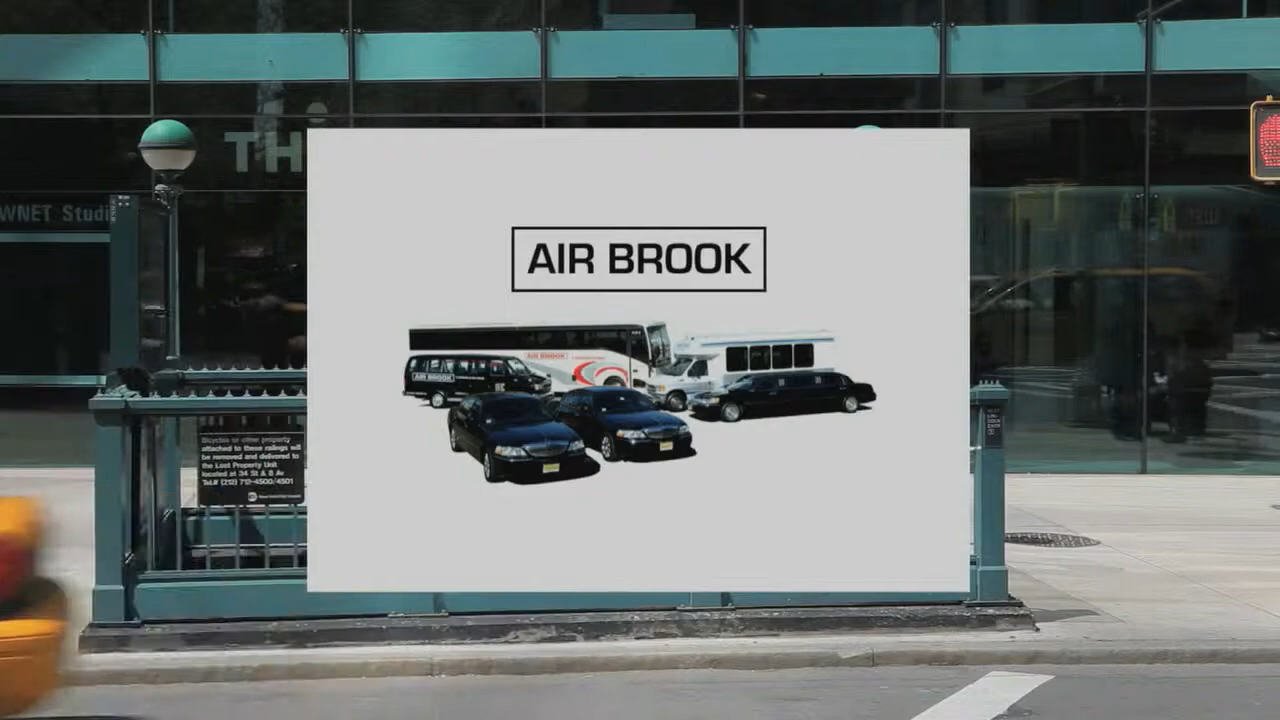 THI
WNET Studi
AIR BROOK
AIR BROOK
AIR BROOK
Bicycles or other property
attached to these railings will
be removed and delivered to
the Lost Property Unit
located at 34 St & 8 Av
Tel.# (212) 712-4500/4501